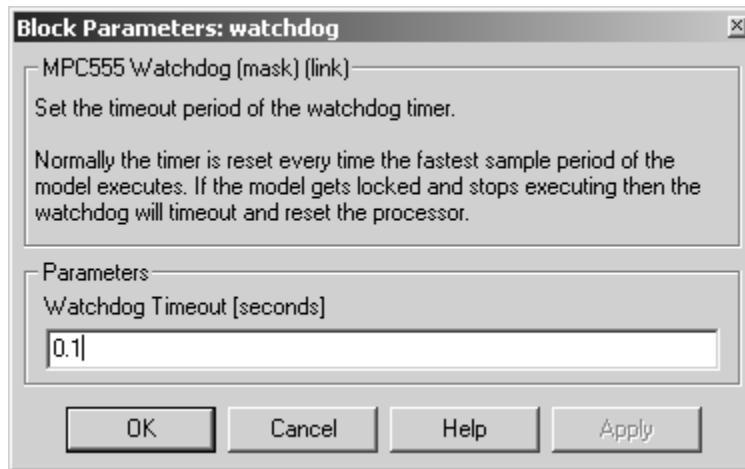 Block Parameters: watchdog
MPC555 Watchdog (mask) (link)
Set the timeout period of the watchdog timer.
Normally the timer is reset every time the fastest sample period of the
model executes. If the model gets locked and stops executing then the
watchdog will timeout and reset the processor.
Parameters
Watchdog Timeout [seconds]
0.1
OK Cancel Help Apply